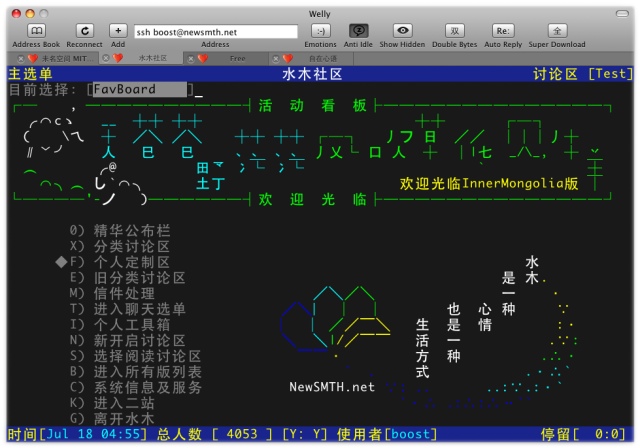 Welly
ssh boost@newsmth.net
Address Book Reconnect Add Address Emotions Anti Idle Show Hidden Double Bytes Auto Reply Super Download
:-) 双 Re: 全
未名空间 MIT... 水木社区 Free 自在心语
主选单 水木社区 讨论区 [Test]
目前选择: [FavBoard ]
活 动 看 板
欢迎光临InnerMongolia版
欢 迎 光 临
0) 精华公布栏
X) 分类讨论区
◆F) 个人定制区
E) 旧分类讨论区
M) 信件处理
T) 进入聊天选单
I) 个人工具箱
N) 新开启讨论区
S) 选择阅读讨论区
B) 进入所有版列表
C) 系统信息及服务
K) 进入二站
G) 离开水木
水木
是一种
心情
也是一种
生活方式
NewSMTH.net
时间[Jul 18 04:55] 总人数 [ 4053 ] [Y: Y] 使用者[boost] 停留[ 0:0]